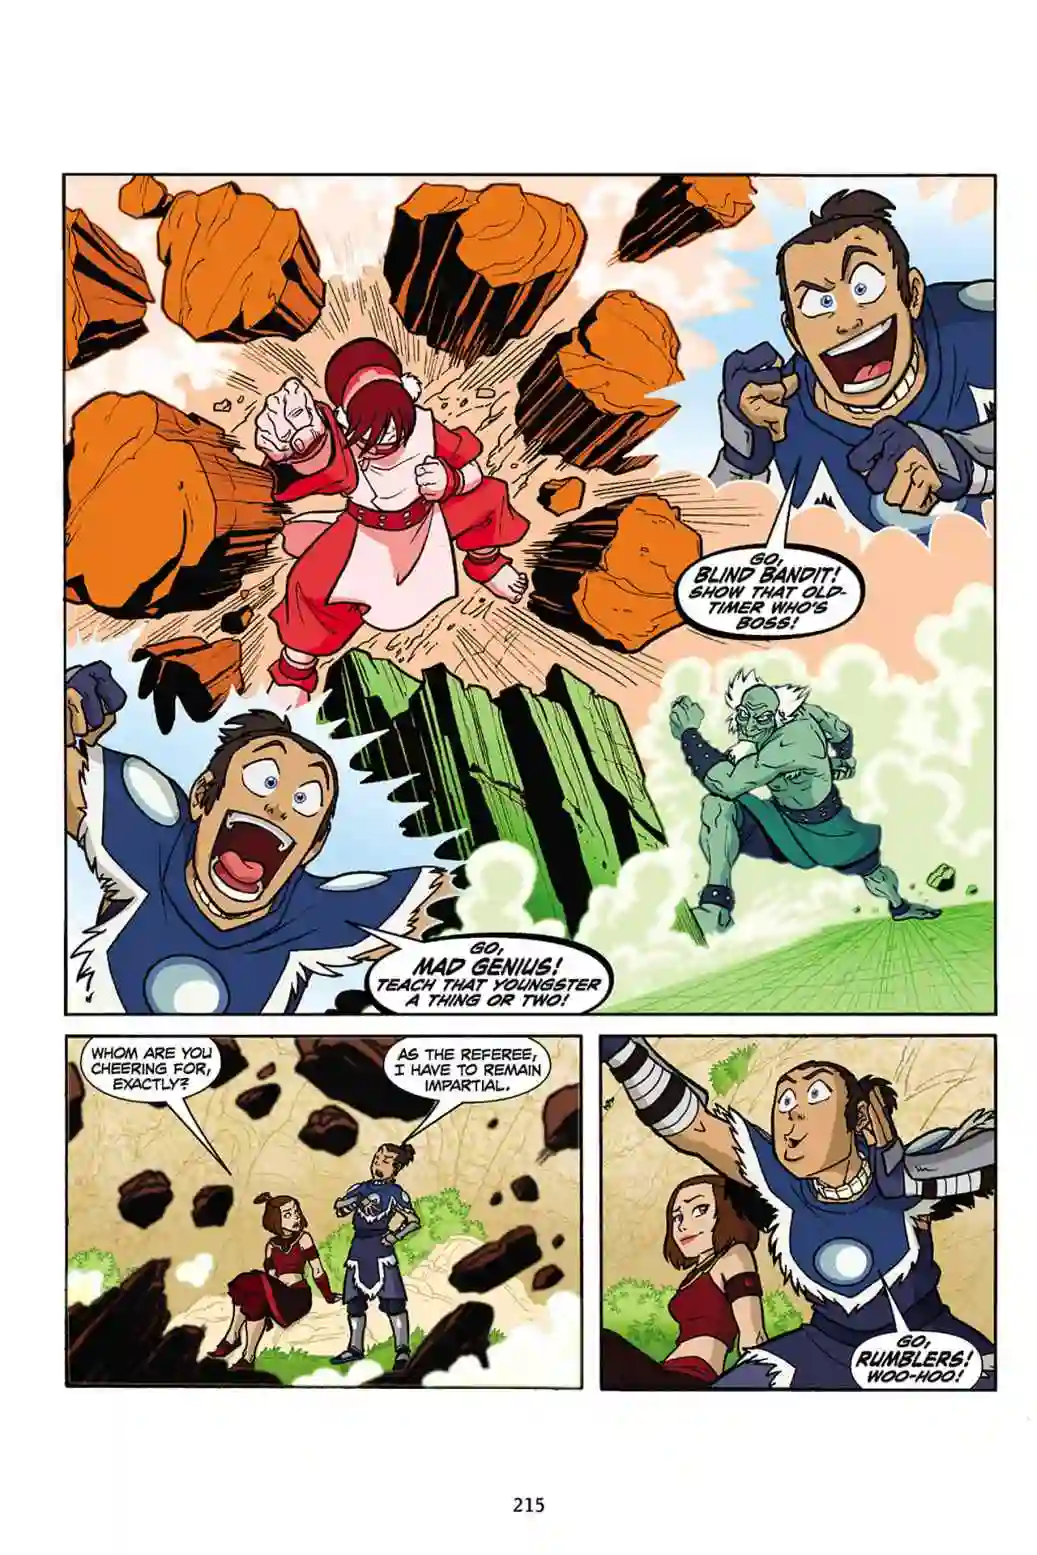 GO,
BLIND BANDIT!
SHOW THAT OLD-
TIMER WHO'S
BOSS!
GO,
MAD GENIUS!
TEACH THAT YOUNGSTER
A THING OR TWO!
WHOM ARE YOU
CHEERING FOR,
EXACTLY?
AS THE REFEREE,
I HAVE TO REMAIN
IMPARTIAL.
GO,
RUMBLERS!
WOO-HOO!
215